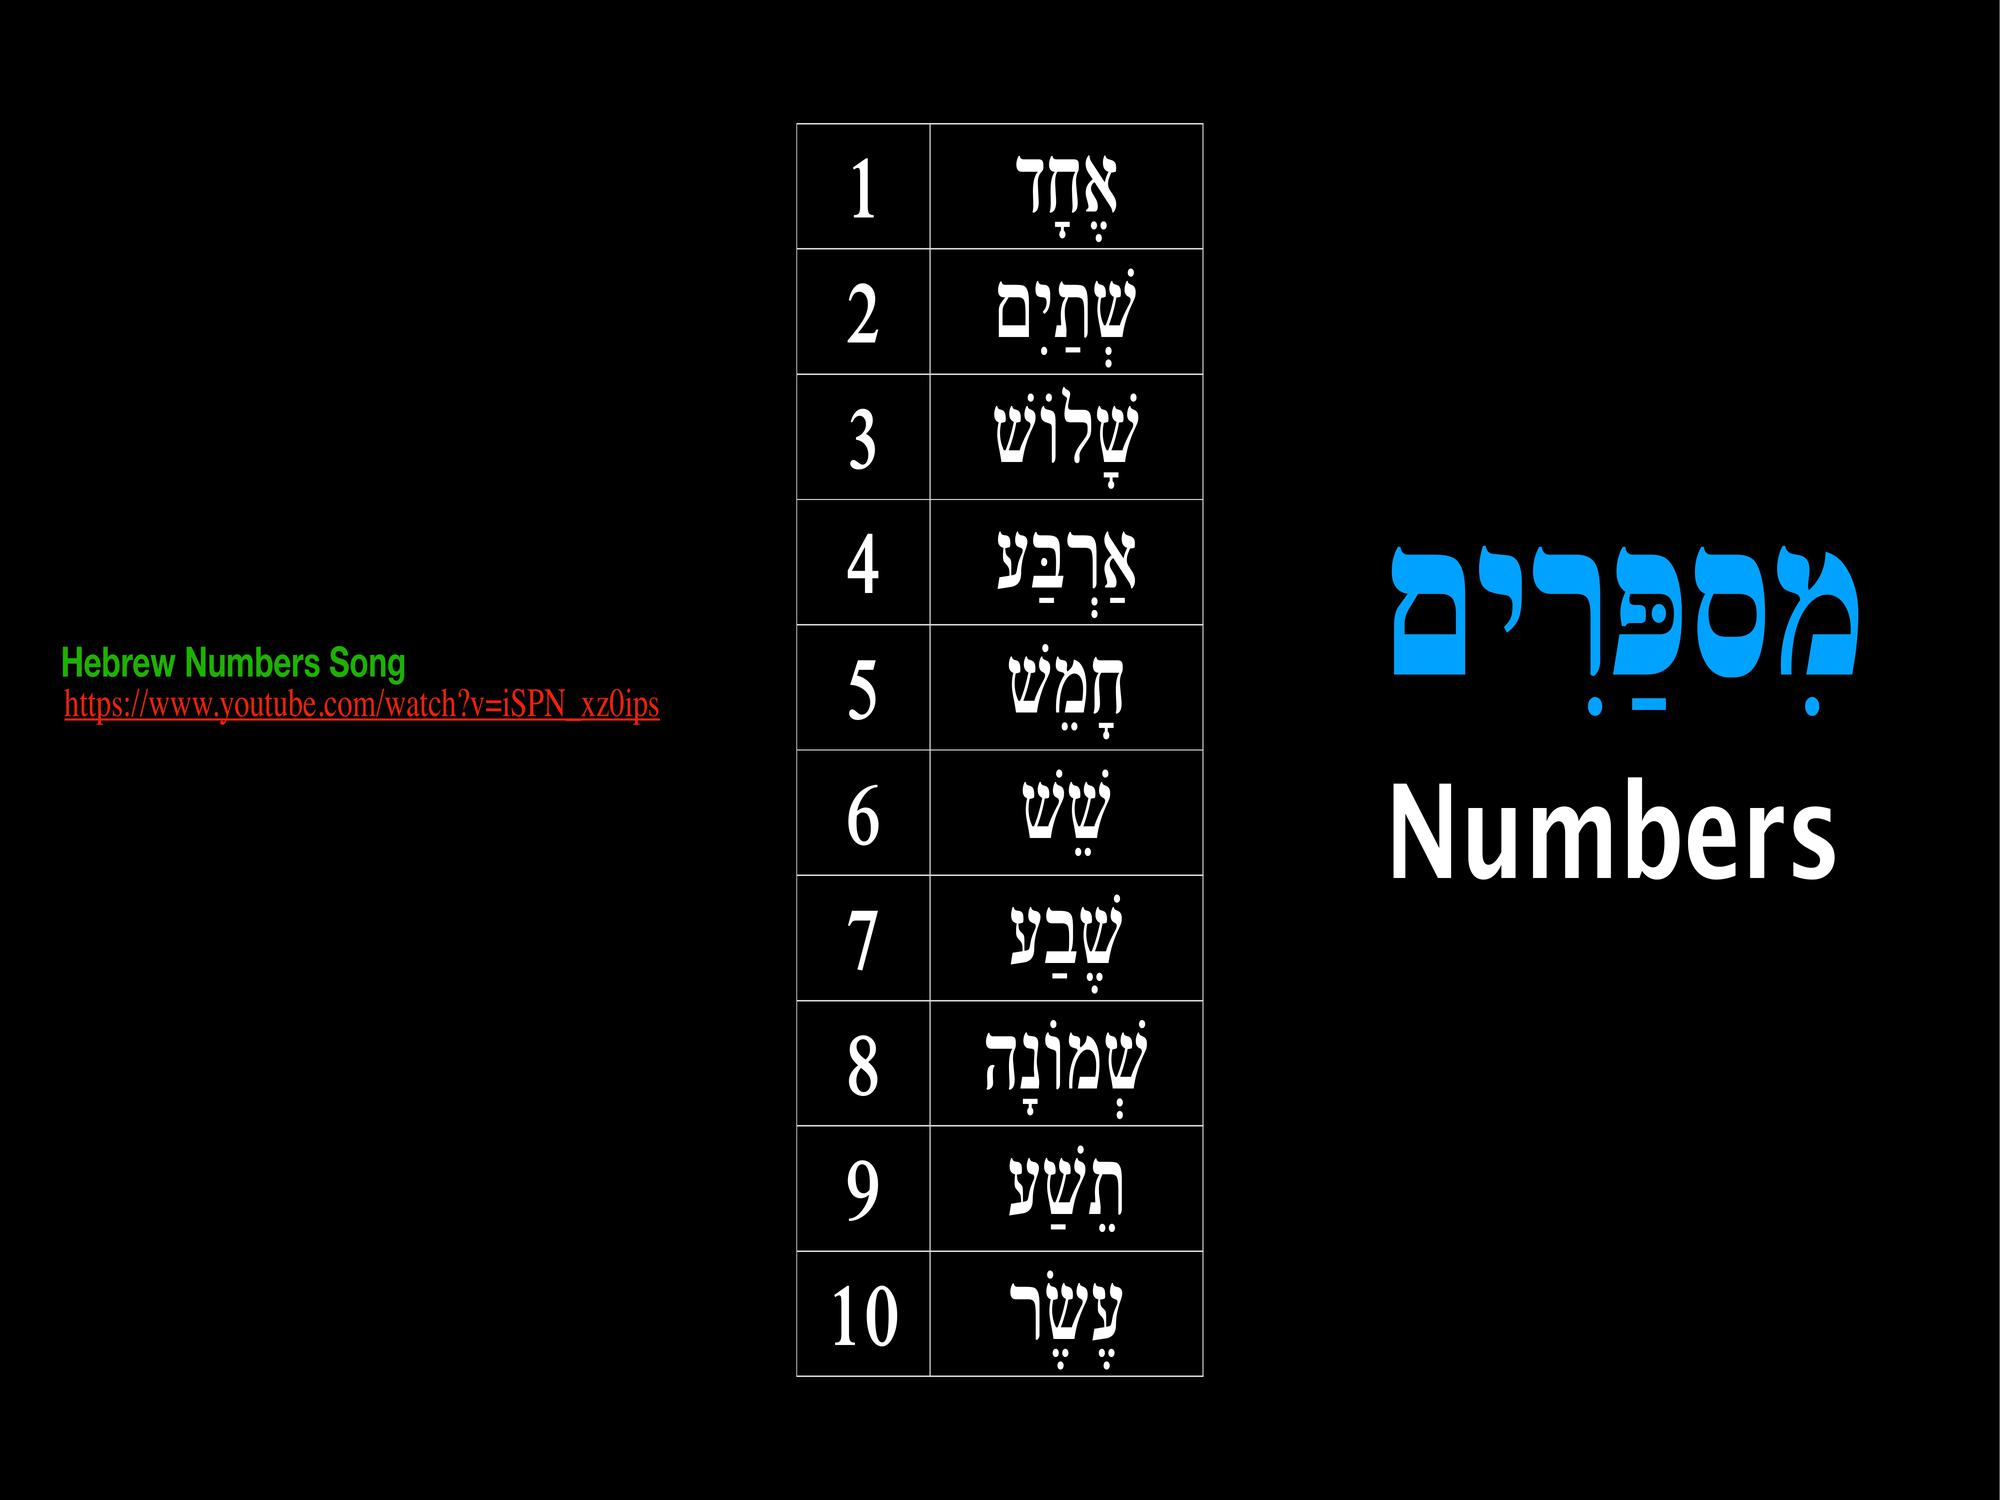 Hebrew Numbers Song
https://www.youtube.com/watch?v=iSPN_xz0ips
1 אֶחָד
2 שְׁתַיִם
3 שָׁלוֹשׁ
4 אַרְבַּע
5 חָמֵשׁ
6 שֵׁשׁ
7 שֶׁבַע
8 שְׁמוֹנָה
9 תֵשַׁע
10 עֶשֶׂר
מִספַּרִים
Numbers